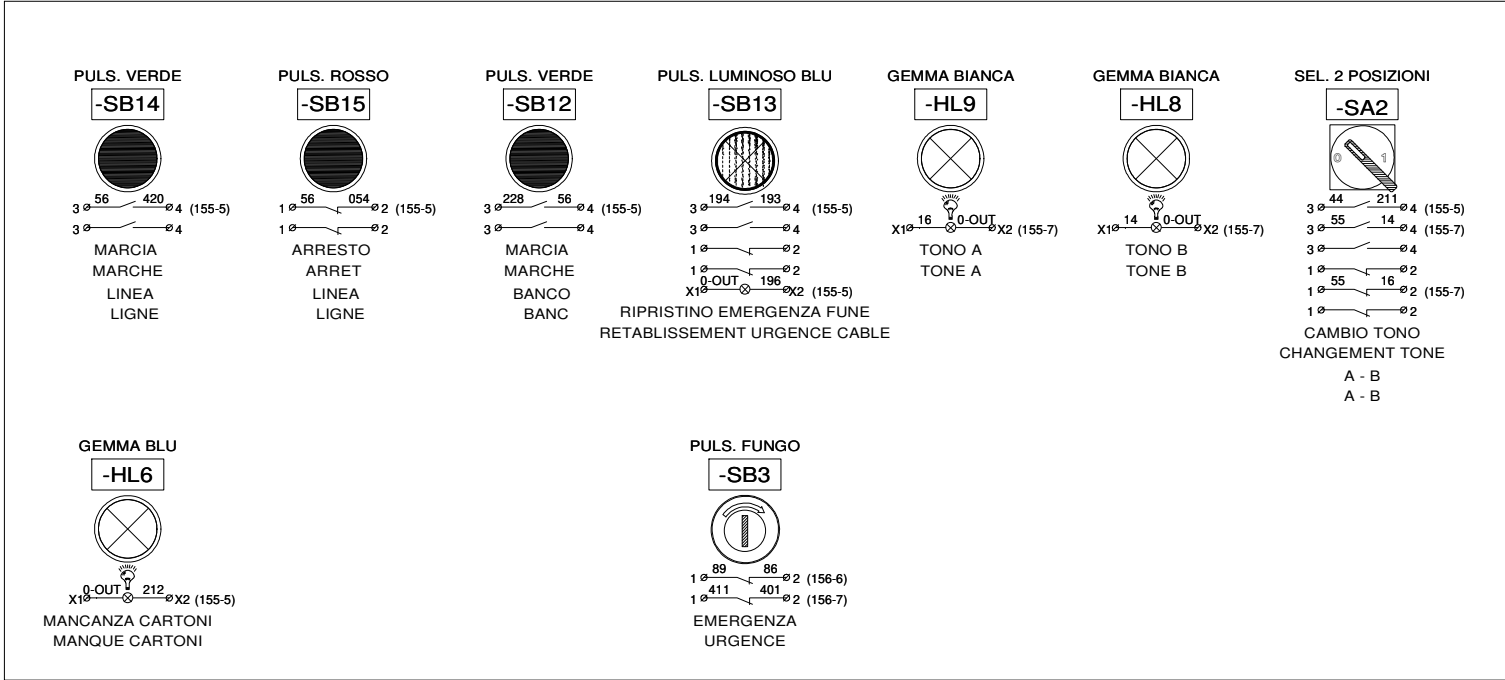 PULS. VERDE
-SB14
3 56 420 4 (155-5)
3 4
MARCIA
MARCHE
LINEA
LIGNE
PULS. ROSSO
-SB15
1 56 054 2 (155-5)
1 2
ARRESTO
ARRET
LINEA
LIGNE
PULS. VERDE
-SB12
3 228 56 4 (155-5)
3 4
MARCIA
MARCHE
BANCO
BANC
PULS. LUMINOSO BLU
-SB13
3 194 193 4 (155-5)
3 4
1 2
1 2
X1 0-OUT 196 X2 (155-5)
RIPRISTINO EMERGENZA FUNE
RETABLISSEMENT URGENCE CABLE
GEMMA BIANCA
-HL9
X1 16 0-OUT X2 (155-7)
TONO A
TONE A
GEMMA BIANCA
-HL8
X1 14 0-OUT X2 (155-7)
TONO B
TONE B
SEL. 2 POSIZIONI
-SA2
0 1
3 44 211 4 (155-5)
3 55 14 4 (155-7)
3 4
1 2
1 55 16 2 (155-7)
1 2
CAMBIO TONO
CHANGEMENT TONE
A - B
A - B
GEMMA BLU
-HL6
X1 0-OUT 212 X2 (155-5)
MANCANZA CARTONI
MANQUE CARTONI
PULS. FUNGO
-SB3
1 89 86 2 (156-6)
1 411 401 2 (156-7)
EMERGENZA
URGENCE